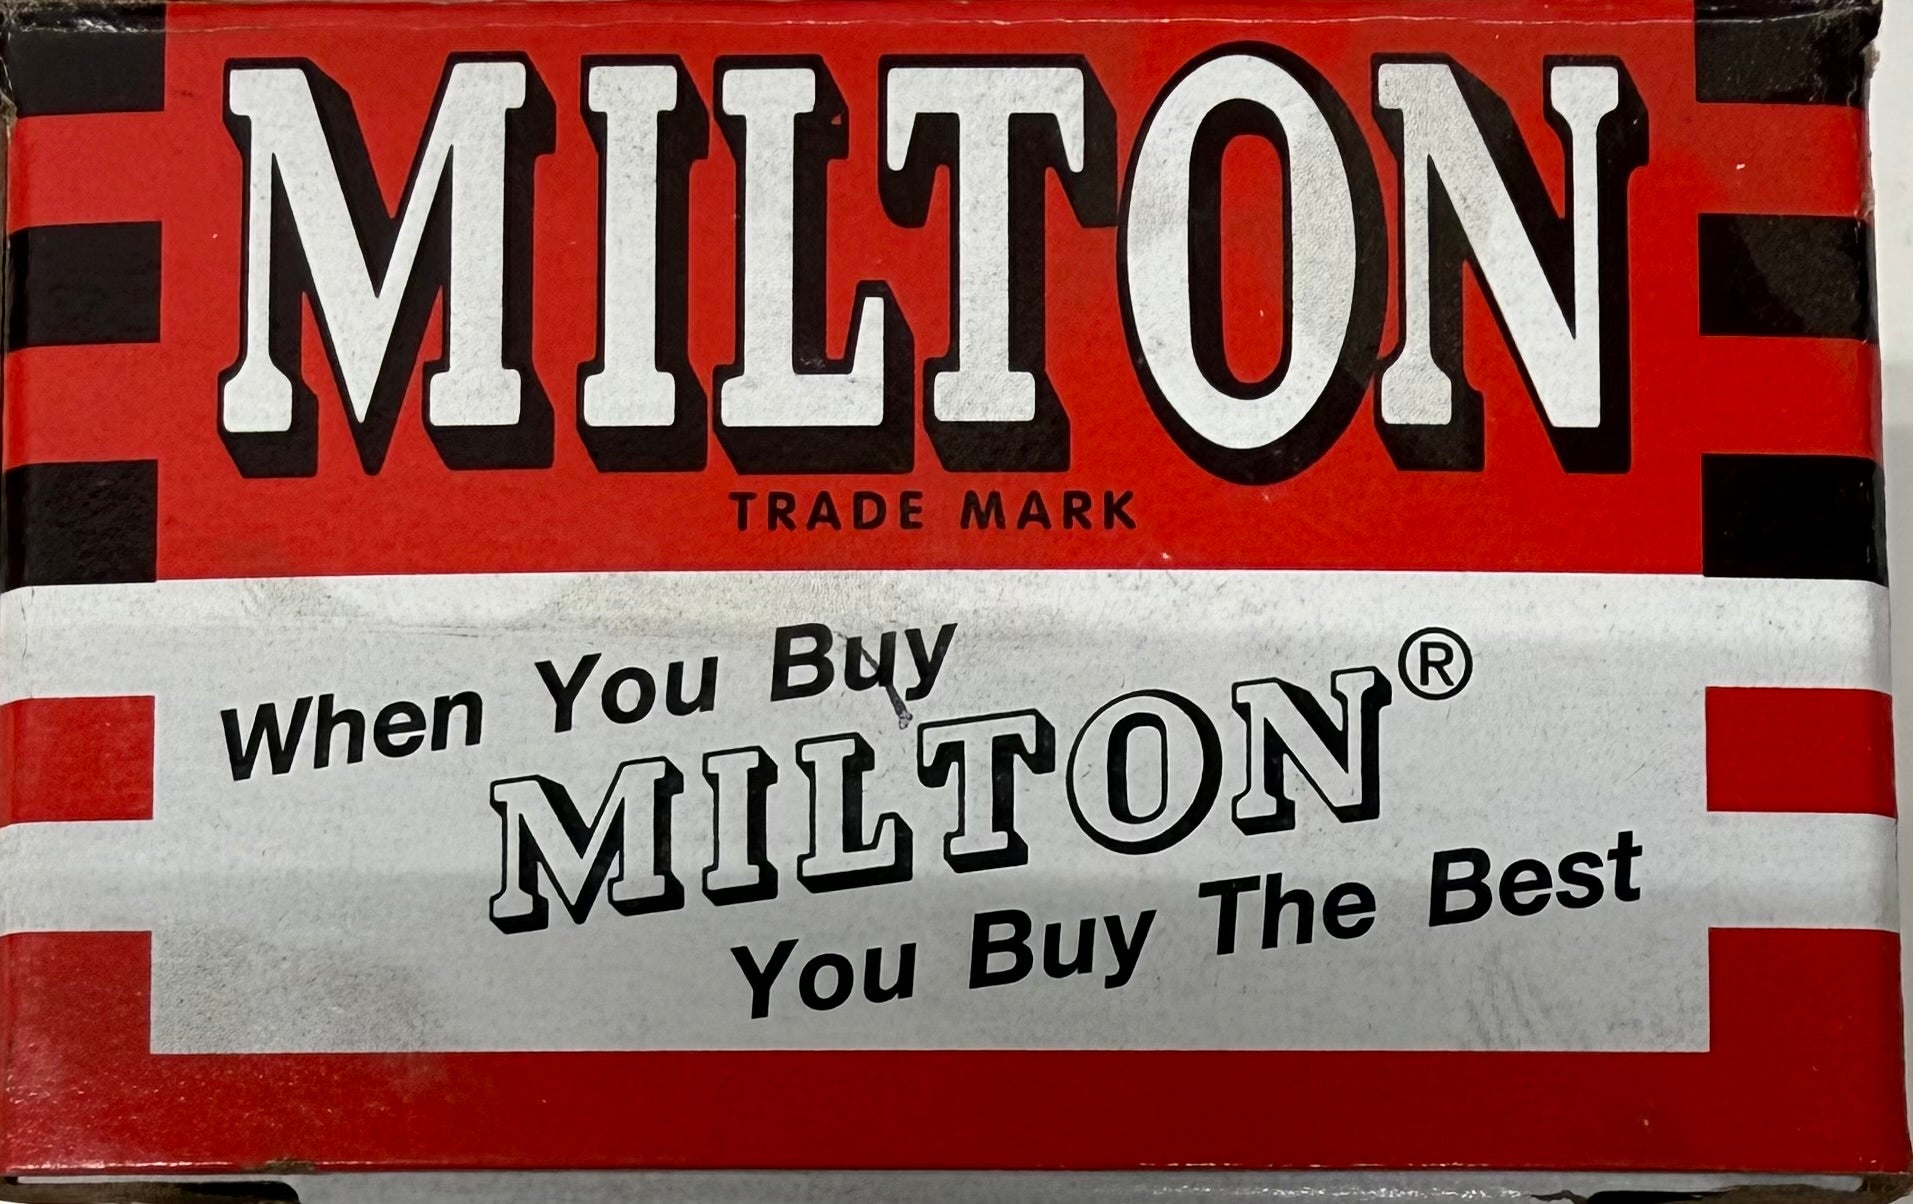 MILTON
TRADE MARK
When You Buy
MILTON®
You Buy The Best